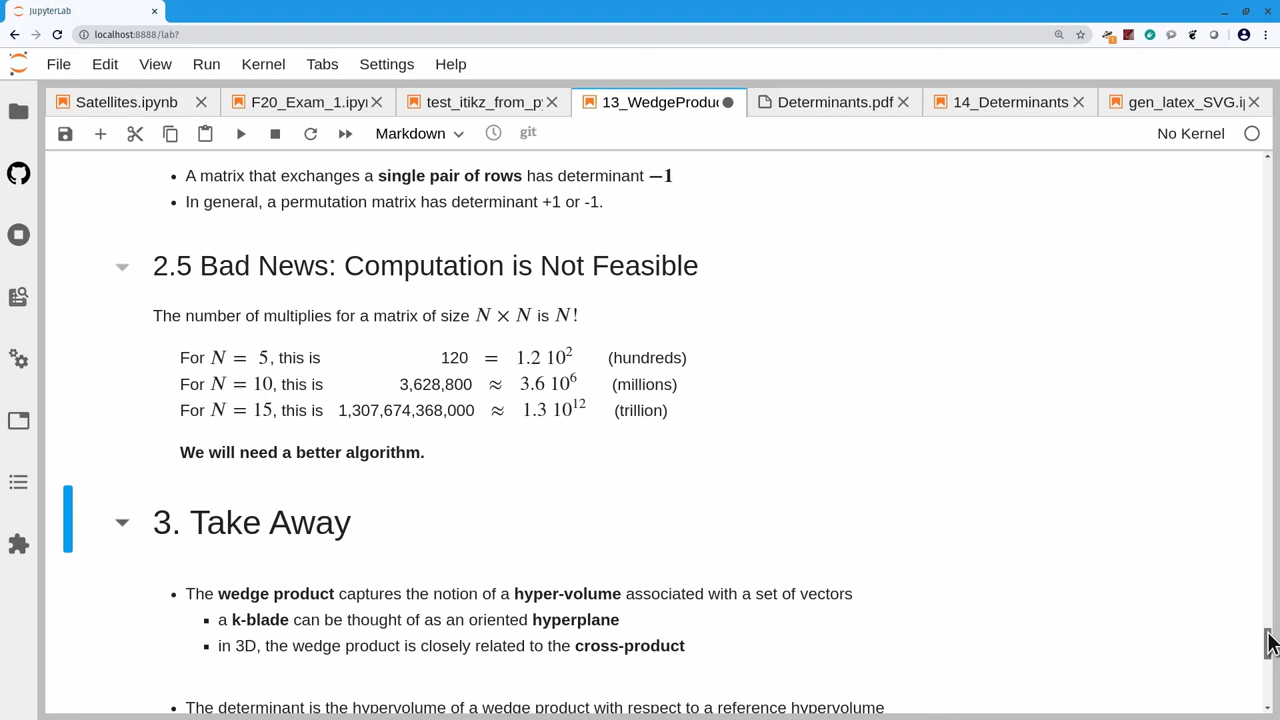 JupyterLab
localhost:8888/lab?
File Edit View Run Kernel Tabs Settings Help
Satellites.ipynb F20_Exam_1.ipyn test_itikz_from_py 13_WedgeProduc Determinants.pdf 14_Determinants gen_latex_SVG.i
Markdown git No Kernel
• A matrix that exchanges a single pair of rows has determinant −1
• In general, a permutation matrix has determinant +1 or -1.
2.5 Bad News: Computation is Not Feasible
The number of multiplies for a matrix of size N × N is N!
For N = 5, this is 120 = 1.2 10^2 (hundreds)
For N = 10, this is 3,628,800 ≈ 3.6 10^6 (millions)
For N = 15, this is 1,307,674,368,000 ≈ 1.3 10^12 (trillion)
We will need a better algorithm.
3. Take Away
• The wedge product captures the notion of a hyper-volume associated with a set of vectors
▪ a k-blade can be thought of as an oriented hyperplane
▪ in 3D, the wedge product is closely related to the cross-product
• The determinant is the hypervolume of a wedge product with respect to a reference hypervolume